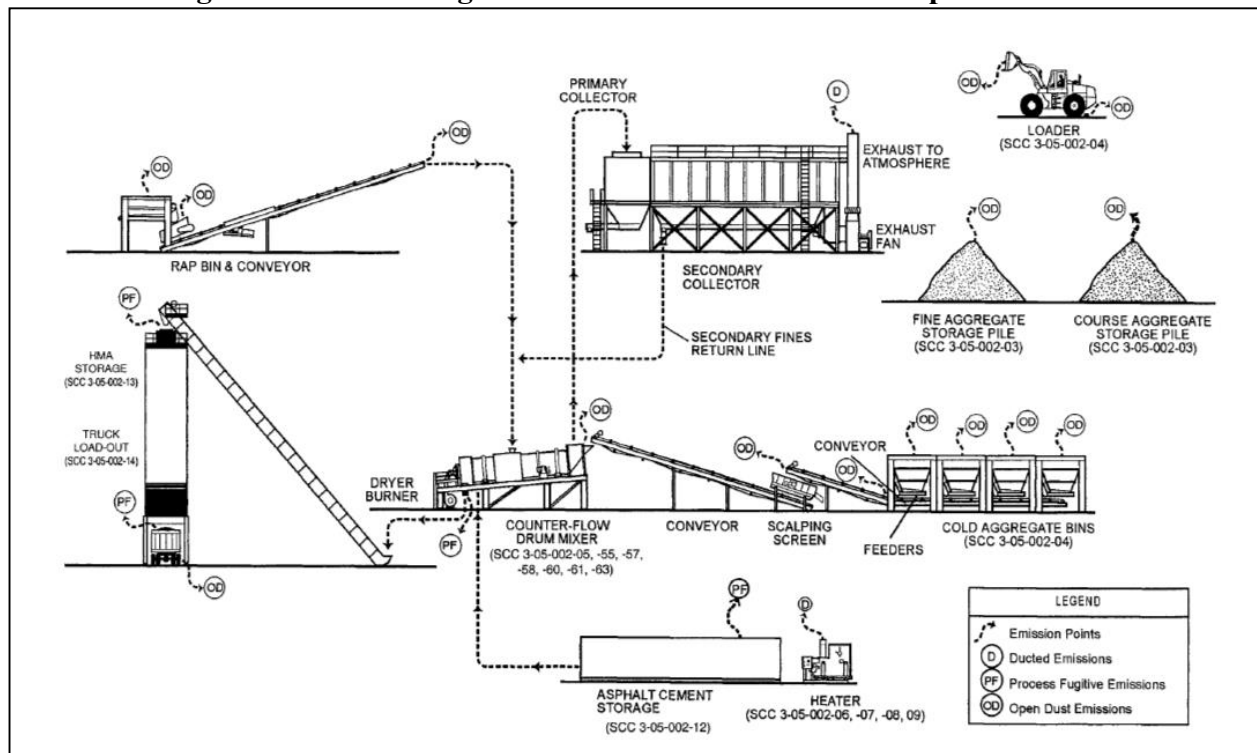 PRIMARY
COLLECTOR
D
OD
OD
LOADER
(SCC 3-05-002-04)
EXHAUST TO
ATMOSPHERE
OD
OD
OD
RAP BIN & CONVEYOR
EXHAUST
FAN
SECONDARY
COLLECTOR
OD
OD
FINE AGGREGATE
STORAGE PILE
(SCC 3-05-002-03)
COURSE AGGREGATE
STORAGE PILE
(SCC 3-05-002-03)
SECONDARY FINES
RETURN LINE
PF
HMA
STORAGE
(SCC 3-05-002-13)
TRUCK
LOAD-OUT
(SCC 3-05-002-14)
PF
OD
DRYER
BURNER
PF
OD
COUNTER-FLOW
DRUM MIXER
(SCC 3-05-002-05, -55, -57,
-58, -60, -61, -63)
CONVEYOR
OD
SCALPING
SCREEN
CONVEYOR
OD
OD
OD
OD
OD
FEEDERS
COLD AGGREGATE BINS
(SCC 3-05-002-04)
PF
D
ASPHALT CEMENT
STORAGE
(SCC 3-05-002-12)
HEATER
(SCC 3-05-002-06, -07, -08, 09)
LEGEND
Emission Points
D Ducted Emissions
PF Process Fugitive Emissions
OD Open Dust Emissions